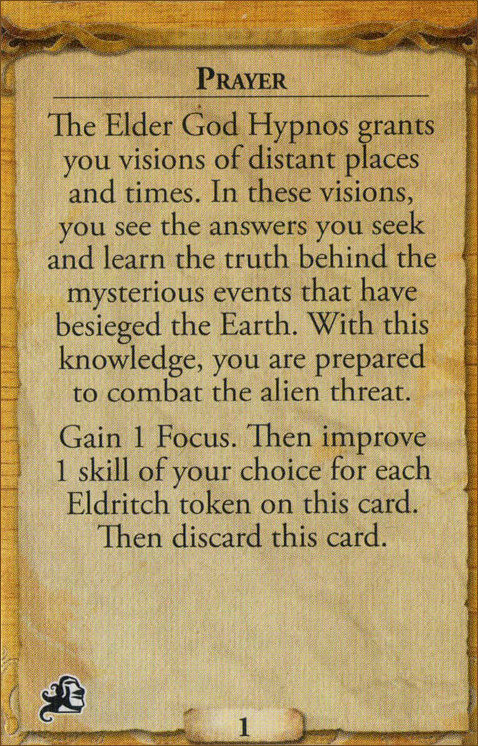 PRAYER
The Elder God Hypnos grants
you visions of distant places
and times. In these visions,
you see the answers you seek
and learn the truth behind the
mysterious events that have
besieged the Earth. With this
knowledge, you are prepared
to combat the alien threat.
Gain 1 Focus. Then improve
1 skill of your choice for each
Eldritch token on this card.
Then discard this card.
1